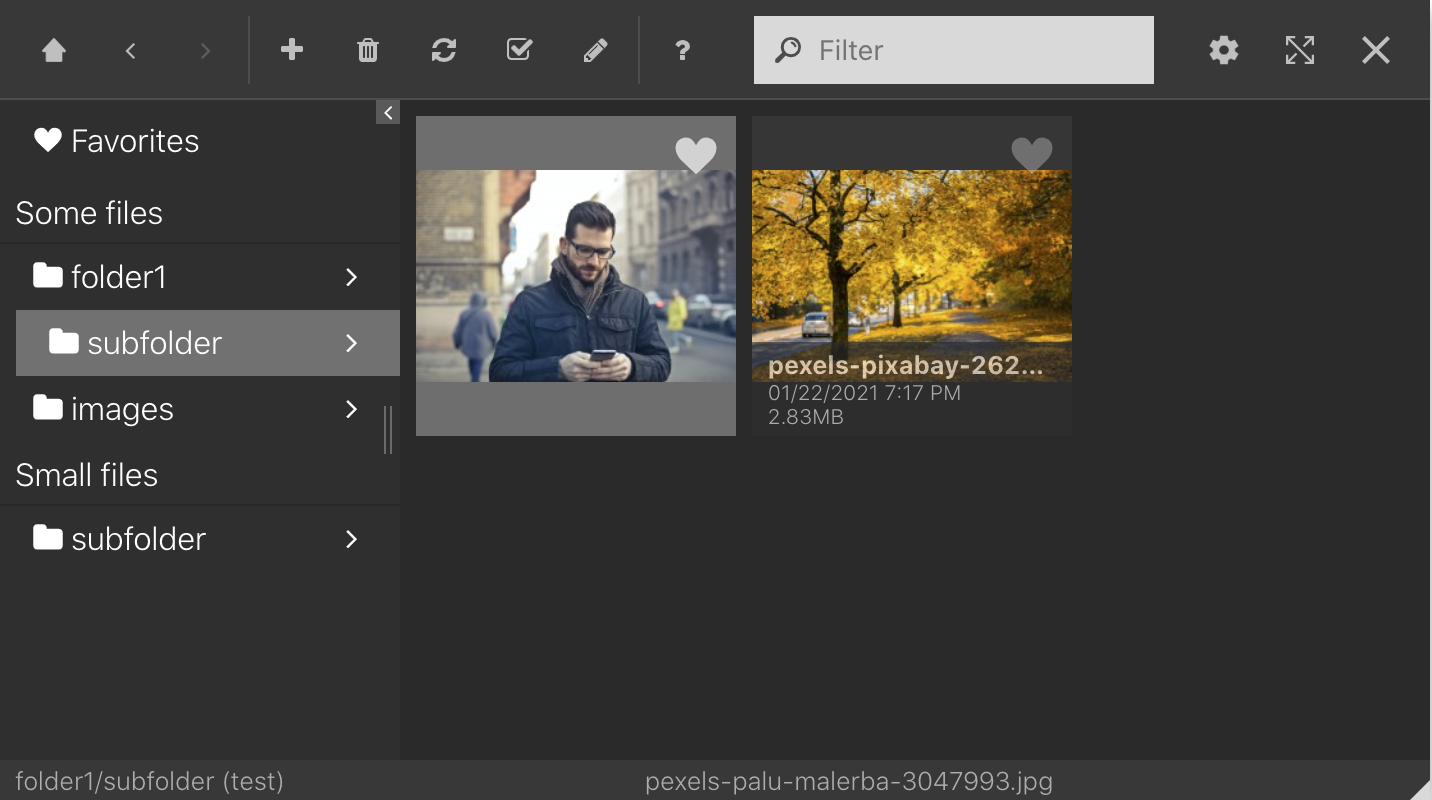 Filter
Favorites
Some files
folder1
subfolder
images
Small files
subfolder
pexels-pixabay-262...
01/22/2021 7:17 PM
2.83MB
folder1/subfolder (test)
pexels-palu-malerba-3047993.jpg